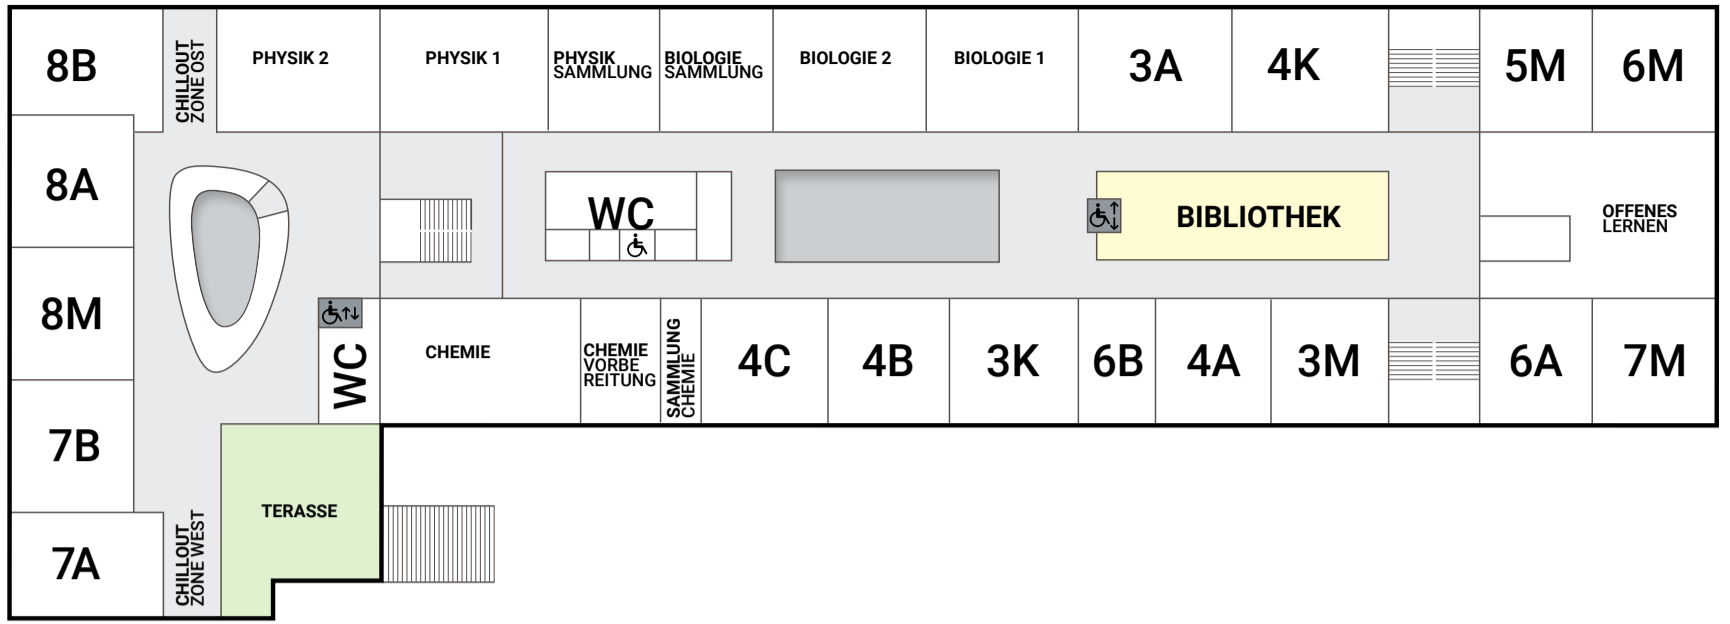 8B
CHILLOUT
ZONE OST
PHYSIK 2
PHYSIK 1
PHYSIK
SAMMLUNG
BIOLOGIE
SAMMLUNG
BIOLOGIE 2
BIOLOGIE 1
3A
4K
5M
6M
8A
WC
BIBLIOTHEK
OFFENES
LERNEN
8M
WC
CHEMIE
CHEMIE
VORBE
REITUNG
SAMMLUNG
CHEMIE
4C
4B
3K
6B
4A
3M
6A
7M
7B
TERASSE
7A
CHILLOUT
ZONE WEST